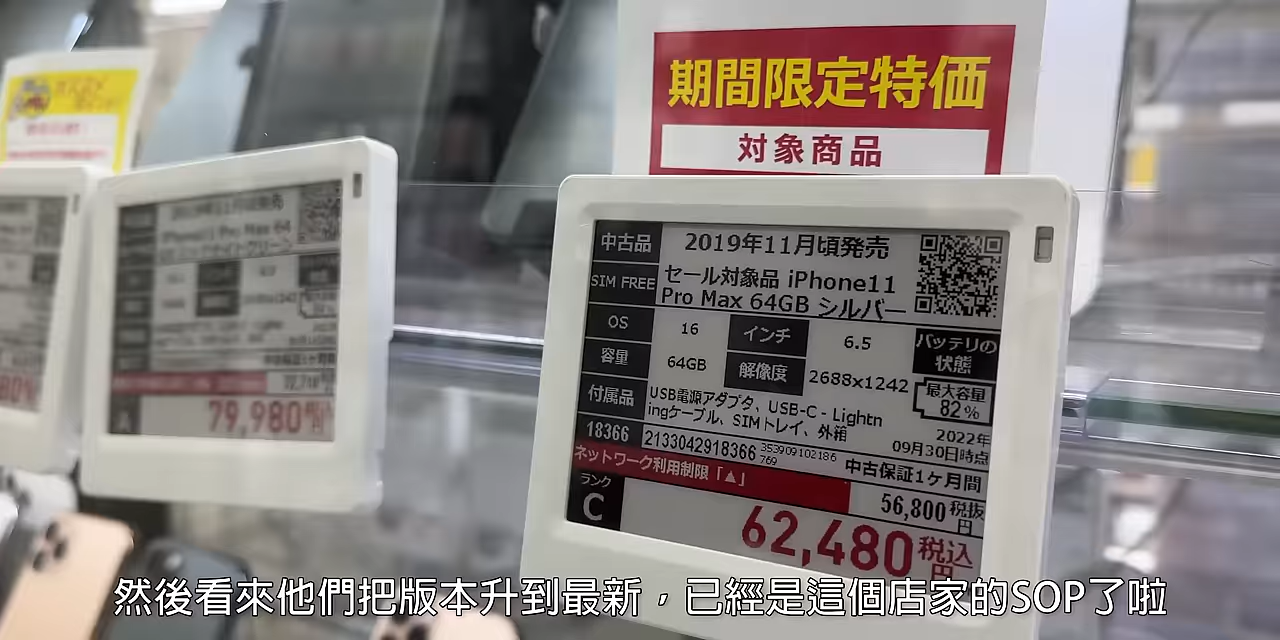 期間限定特価
対象商品
中古品
2019年11月頃発売
SIM FREE
セール対象品 iPhone11
Pro Max 64GB シルバー
OS
16
インチ
6.5
バッテリの
状態
容量
64GB
解像度
2688x1242
最大容量
82%
付属品
USB電源アダプタ、USB-C - Lightn
ingケーブル、SIMトレイ、外箱
2022年
09月30日時点
18366
2133042918366
353909102186
769
中古保証1ヶ月間
ネットワーク利用制限「▲」
56,800税抜
円
ランク
C
62,480税込
円
79,980
然後看來他們把版本升到最新，已經是這個店家的SOP了啦